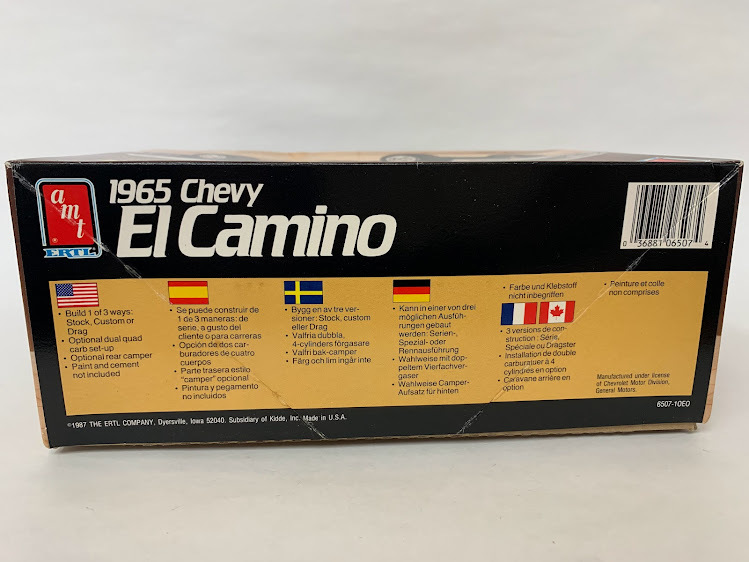 amt
®
ERTL
1965 Chevy
El Camino
0 36881 06507 4
• Build 1 of 3 ways:
Stock, Custom or
Drag
• Optional dual quad
carb set-up
• Optional rear camper
• Paint and cement
not included
• Se puede construir de
1 de 3 maneras: de
serie, a gusto del
cliente o para carreras
• Opción de dos car-
buradores de cuatro
cuerpos
• Parte trasera estilo
"camper" opcional
• Pintura y pegamento
no incluidos
• Bygg en av tre ver-
sioner: Stock, custom
eller Drag
• Valfria dubbla,
4-cylinders förgasare
• Valfri bak-camper
• Färg och lim ingår inte
• Kann in einer von drei
möglichen Ausfüh-
rungen gebaut
werden: Serien-,
Spezial- oder
Rennausführung
• Wahlweise mit dop-
peltem Vierfachver-
gaser
• Wahlweise Camper-
Aufsatz für hinten
• Farbe und Klebstoff
nicht inbegriffen
• 3 versions de con-
struction: Série,
Spéciale ou Dragster
• Installation de double
carburateur à 4
cylindres en option
• Caravane arrière en
option
• Peinture et colle
non comprises
Manufactured under license
of Chevrolet Motor Division,
General Motors.
6507-10EO
©1987 THE ERTL COMPANY, Dyersville, Iowa 52040. Subsidiary of Kidde, Inc. Made in U.S.A.